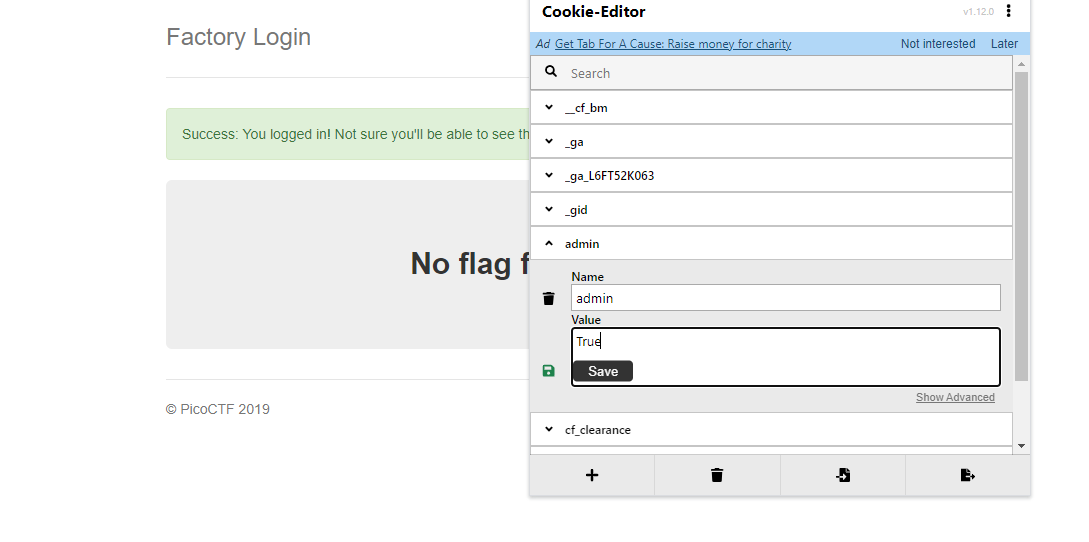 Factory Login
Success: You logged in! Not sure you'll be able to see th
No flag f
© PicoCTF 2019
Cookie-Editor
v1.12.0
Ad Get Tab For A Cause: Raise money for charity Not interested Later
Search
__cf_bm
_ga
_ga_L6FT52K063
_gid
admin
Name
admin
Value
True
Save
Show Advanced
cf_clearance